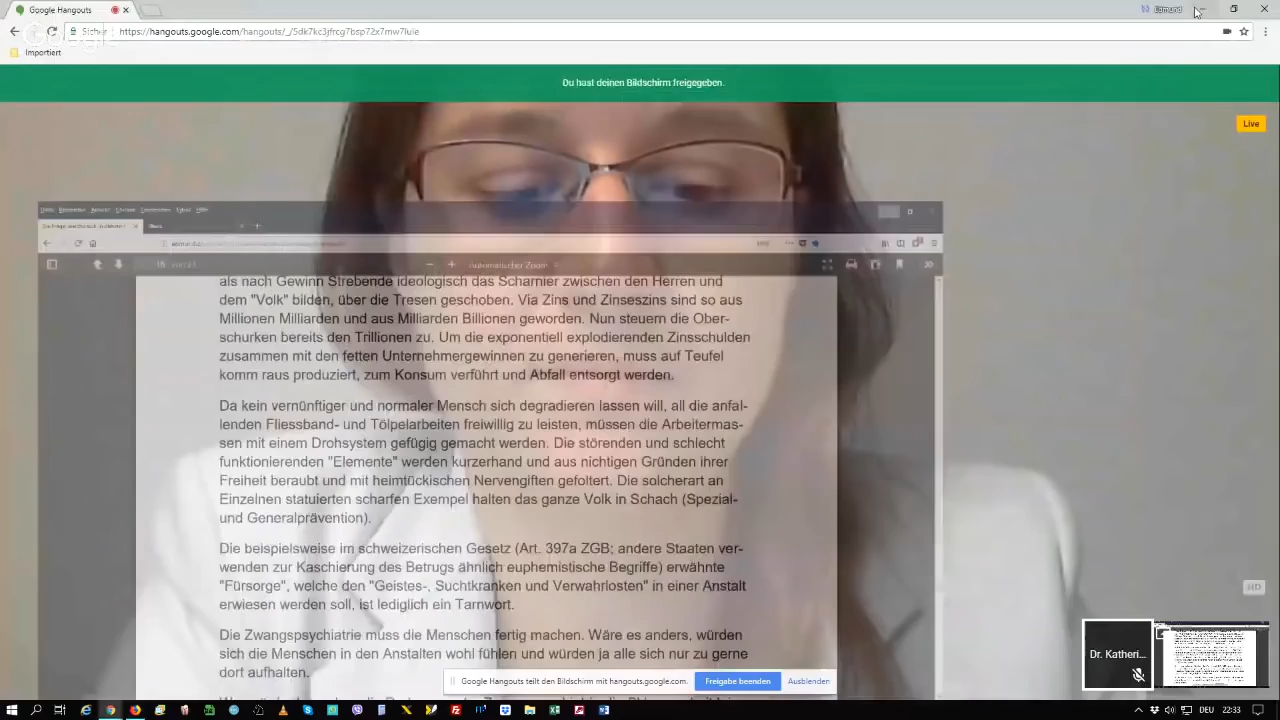 Google Hangouts
Edmund
Sicher
https://hangouts.google.com/hangouts/_/5dk7kc3jfrcg7bsp72x7mw7luie
Importiert
Du hast deinen Bildschirm freigegeben.
Live
Automatischer Zoom
als nach Gewinn Strebende ideologisch das Scharnier zwischen den Herren und
dem "Volk" bilden, über die Tresen geschoben. Via Zins und Zinseszins sind so aus
Millionen Milliarden und aus Milliarden Billionen geworden. Nun steuern die Ober-
schurken bereits den Trillionen zu. Um die exponentiell explodierenden Zinsschulden
zusammen mit den fetten Unternehmergewinnen zu generieren, muss auf Teufel
komm raus produziert, zum Konsum verführt und Abfall entsorgt werden.
Da kein vernünftiger und normaler Mensch sich degradieren lassen will, all die anfal-
lenden Fliessband- und Tölpelarbeiten freiwillig zu leisten, müssen die Arbeitermas-
sen mit einem Drohsystem gefügig gemacht werden. Die störenden und schlecht
funktionierenden "Elemente" werden kurzerhand und aus nichtigen Gründen ihrer
Freiheit beraubt und mit heimtückischen Nervengiften gefoltert. Die solcherart an
Einzelnen statuierten scharfen Exempel halten das ganze Volk in Schach (Spezial-
und Generalprävention).
Die beispielsweise im schweizerischen Gesetz (Art. 397a ZGB; andere Staaten ver-
wenden zur Kaschierung des Betrugs ähnlich euphemistische Begriffe) erwähnte
"Fürsorge", welche den "Geistes-, Suchtkranken und Verwahrlosten" in einer Anstalt
erwiesen werden soll, ist lediglich ein Tarnwort.
Die Zwangspsychiatrie muss die Menschen fertig machen. Wäre es anders, würden
sich die Menschen in den Anstalten wohl fühlen und würden ja alle sich nur zu gerne
dort aufhalten.
HD
Dr. Katheri...
Google Hangouts teilt den Bildschirm mit hangouts.google.com.
Freigabe beenden
Ausblenden
DEU
22:33